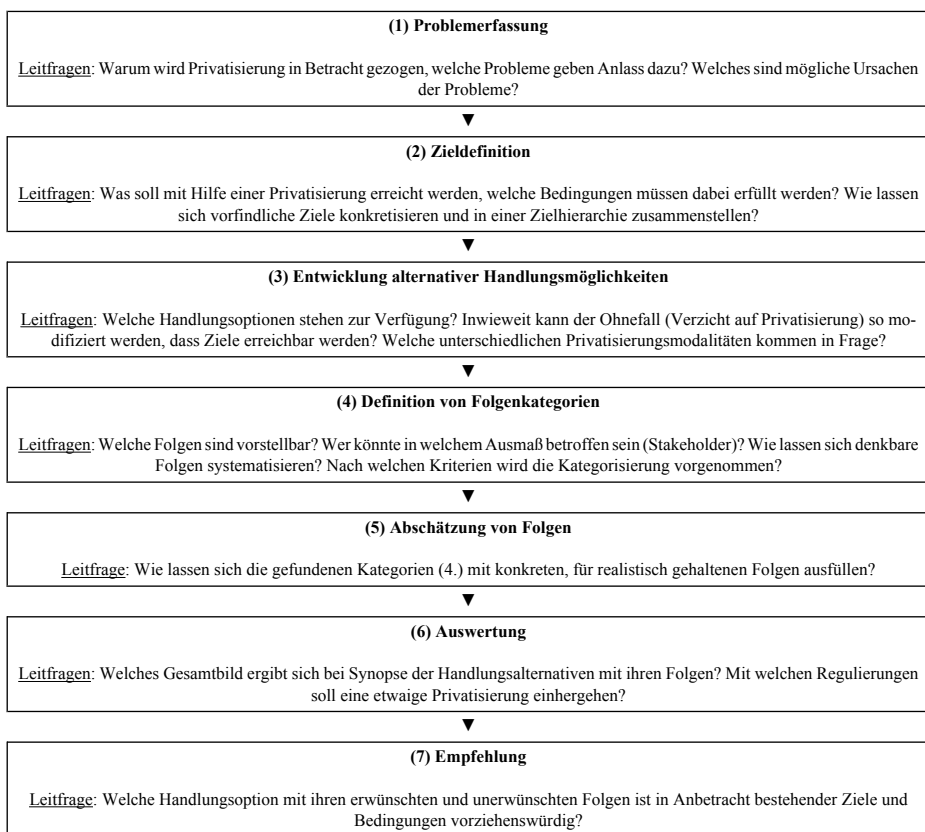 (1) Problemerfassung
Leitfragen: Warum wird Privatisierung in Betracht gezogen, welche Probleme geben Anlass dazu? Welches sind mögliche Ursachen
der Probleme?
▼
(2) Zieldefinition
Leitfragen: Was soll mit Hilfe einer Privatisierung erreicht werden, welche Bedingungen müssen dabei erfüllt werden? Wie lassen
sich vorfindliche Ziele konkretisieren und in einer Zielhierarchie zusammenstellen?
▼
(3) Entwicklung alternativer Handlungsmöglichkeiten
Leitfragen: Welche Handlungsoptionen stehen zur Verfügung? Inwieweit kann der Ohnefall (Verzicht auf Privatisierung) so mo-
difiziert werden, dass Ziele erreichbar werden? Welche unterschiedlichen Privatisierungsmodalitäten kommen in Frage?
▼
(4) Definition von Folgenkategorien
Leitfragen: Welche Folgen sind vorstellbar? Wer könnte in welchem Ausmaß betroffen sein (Stakeholder)? Wie lassen sich denkbare
Folgen systematisieren? Nach welchen Kriterien wird die Kategorisierung vorgenommen?
▼
(5) Abschätzung von Folgen
Leitfrage: Wie lassen sich die gefundenen Kategorien (4.) mit konkreten, für realistisch gehaltenen Folgen ausfüllen?
▼
(6) Auswertung
Leitfragen: Welches Gesamtbild ergibt sich bei Synopse der Handlungsalternativen mit ihren Folgen? Mit welchen Regulierungen
soll eine etwaige Privatisierung einhergehen?
▼
(7) Empfehlung
Leitfrage: Welche Handlungsoption mit ihren erwünschten und unerwünschten Folgen ist in Anbetracht bestehender Ziele und
Bedingungen vorziehenswürdig?